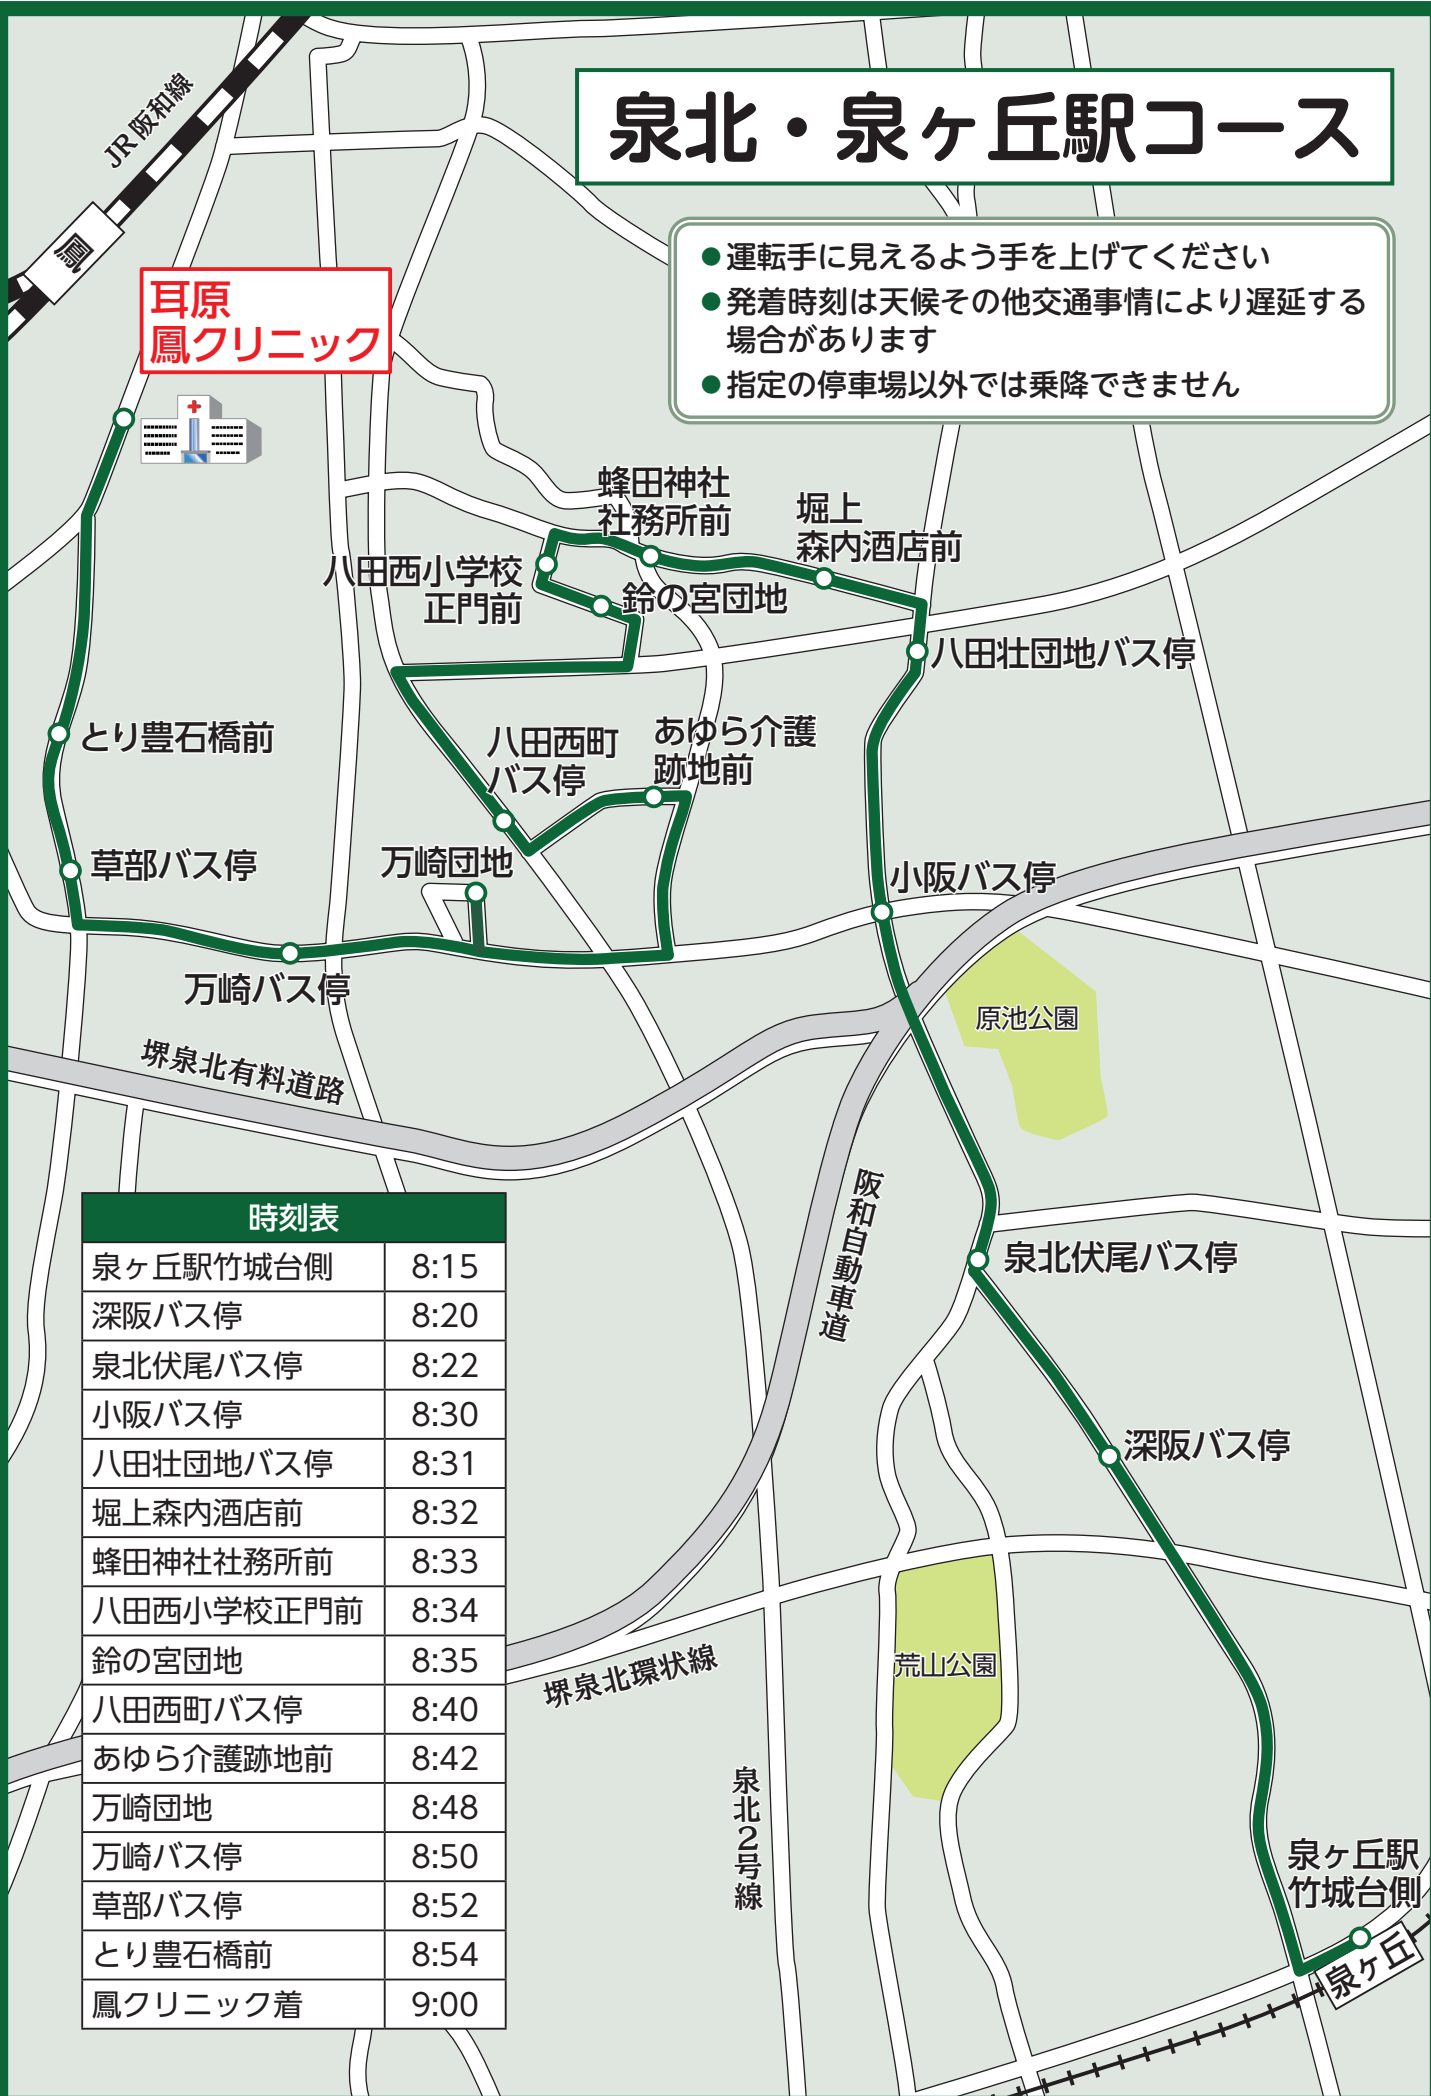 泉北・泉ヶ丘駅コース
●運転手に見えるよう手を上げてください
●発着時刻は天候その他交通事情により遅延する
場合があります
●指定の停車場以外では乗降できません
JR阪和線
鳳
耳原
鳳クリニック
蜂田神社
社務所前
堀上
森内酒店前
八田西小学校
正門前
鈴の宮団地
八田壮団地バス停
とり豊石橋前
八田西町
バス停
あゆら介護
跡地前
草部バス停
万崎団地
小阪バス停
万崎バス停
原池公園
堺泉北有料道路
阪和自動車道
泉北伏尾バス停
深阪バス停
堺泉北環状線
荒山公園
泉北2号線
泉ヶ丘駅
竹城台側
泉ヶ丘
時刻表
泉ヶ丘駅竹城台側 8:15
深阪バス停 8:20
泉北伏尾バス停 8:22
小阪バス停 8:30
八田壮団地バス停 8:31
堀上森内酒店前 8:32
蜂田神社社務所前 8:33
八田西小学校正門前 8:34
鈴の宮団地 8:35
八田西町バス停 8:40
あゆら介護跡地前 8:42
万崎団地 8:48
万崎バス停 8:50
草部バス停 8:52
とり豊石橋前 8:54
鳳クリニック着 9:00